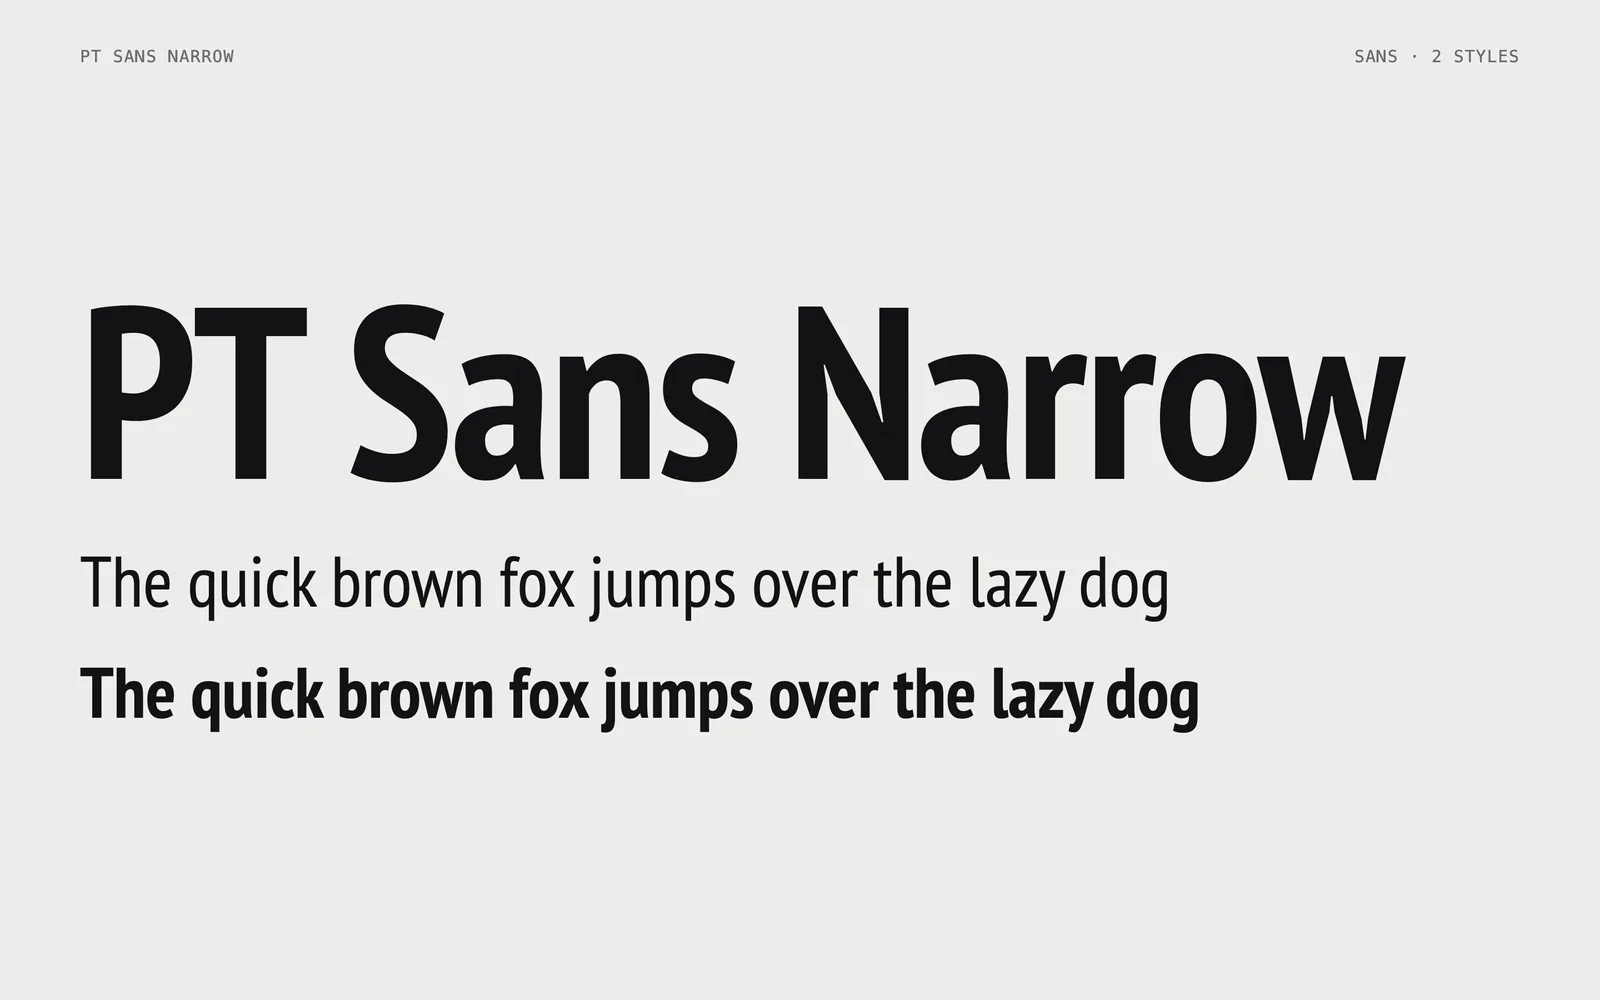 PT SANS NARROW
SANS · 2 STYLES
PT Sans Narrow
The quick brown fox jumps over the lazy dog
The quick brown fox jumps over the lazy dog